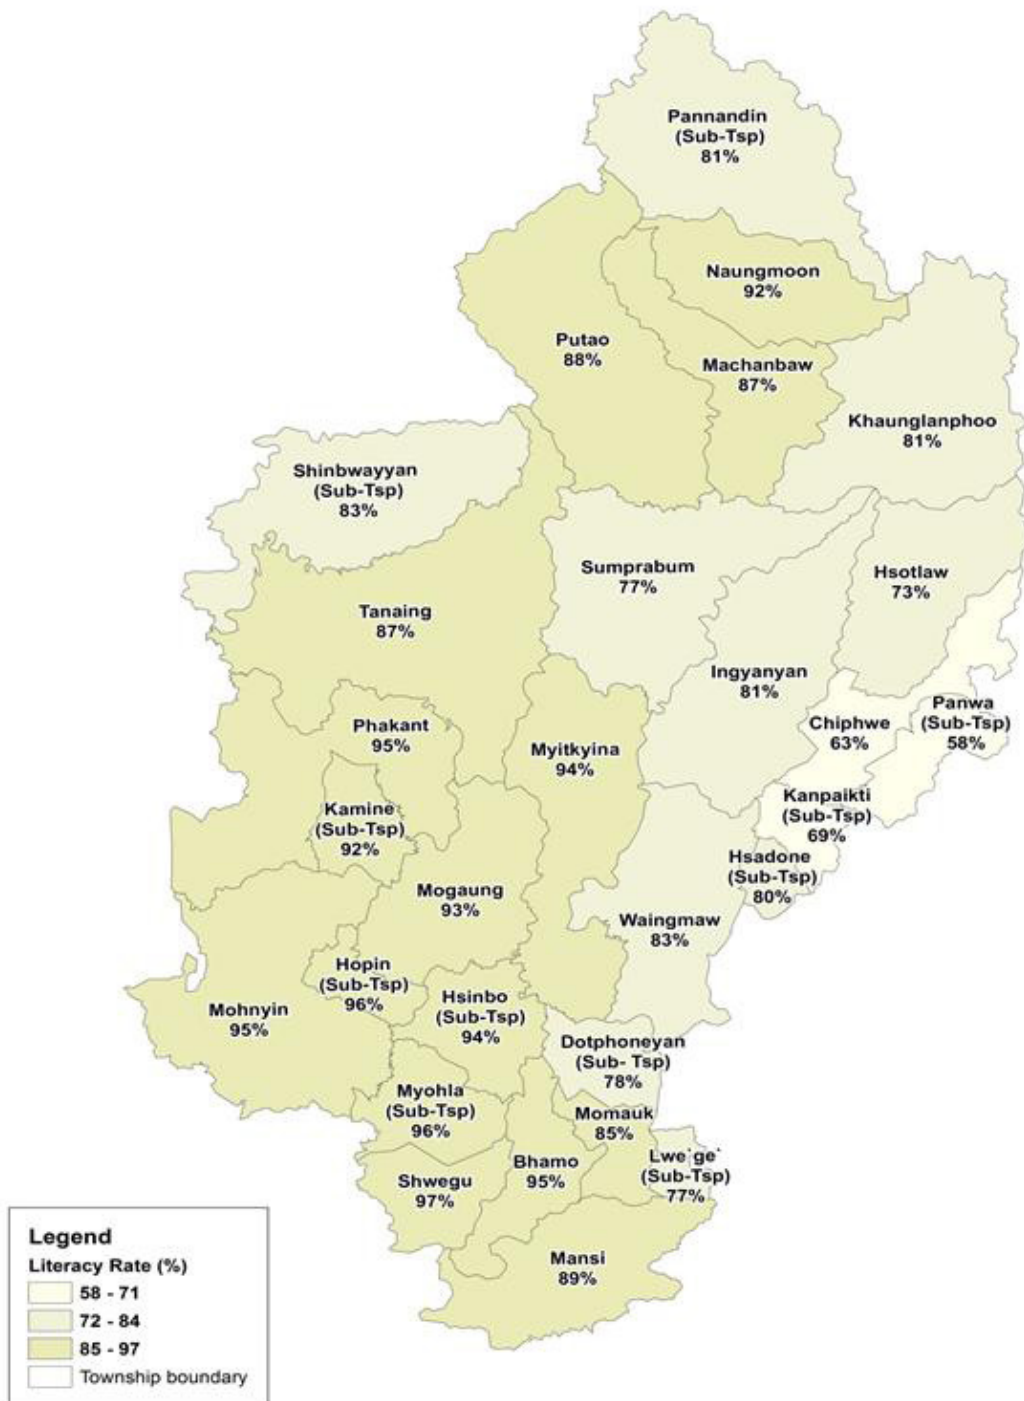 Pannandin
(Sub-Tsp)
81%
Naungmoon
92%
Putao
88%
Machanbaw
87%
Khaunglanphoo
81%
Shinbwayyan
(Sub-Tsp)
83%
Sumprabum
77%
Hsotlaw
73%
Tanaing
87%
Ingyanyan
81%
Phakant
95%
Myitkyina
94%
Chiphwe
63%
Panwa
(Sub-Tsp)
58%
Kamine
(Sub-Tsp)
92%
Kanpaikti
(Sub-Tsp)
69%
Hsadone
(Sub-Tsp)
80%
Mogaung
93%
Waingmaw
83%
Hopin
(Sub-Tsp)
96%
Mohnyin
95%
Hsinbo
(Sub-Tsp)
94%
Dotphoneyan
(Sub- Tsp)
78%
Myohla
(Sub-Tsp)
96%
Momauk
85%
Bhamo
95%
Lwe`ge`
(Sub-Tsp)
77%
Shwegu
97%
Mansi
89%
Legend
Literacy Rate (%)
58 - 71
72 - 84
85 - 97
Township boundary